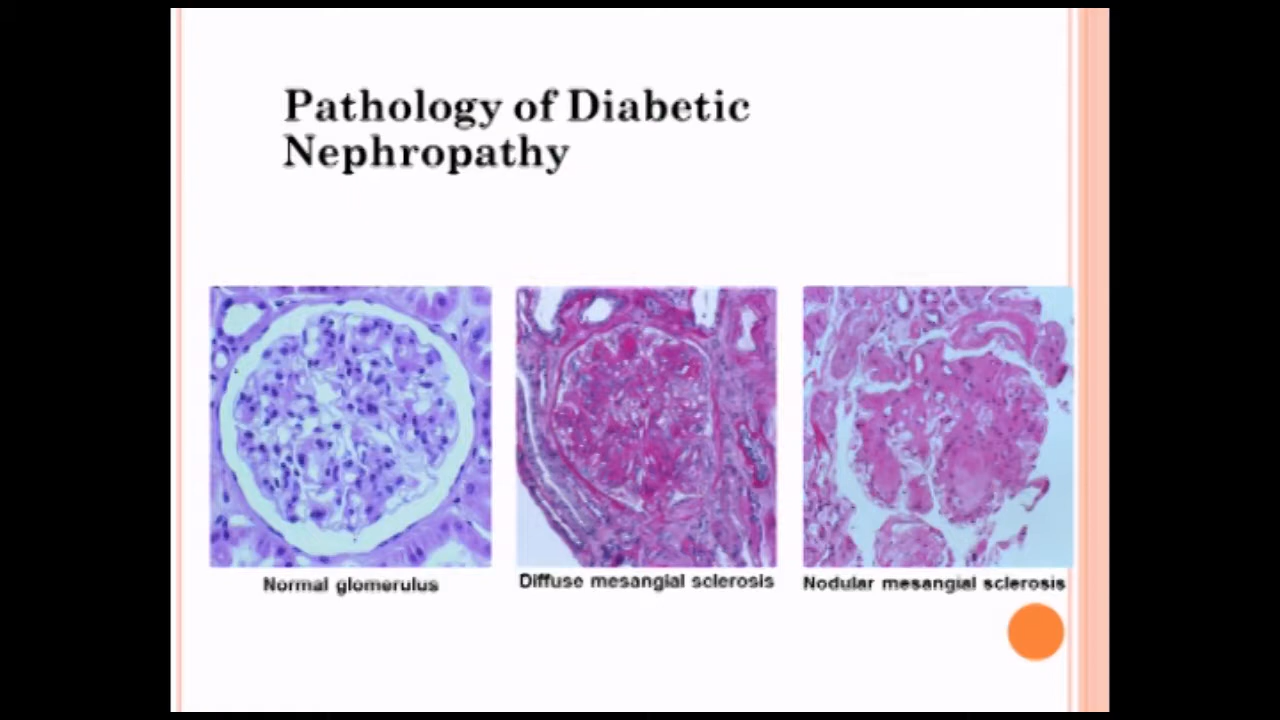 Pathology of Diabetic
Nephropathy
Normal glomerulus
Diffuse mesangial sclerosis
Nodular mesangial sclerosis